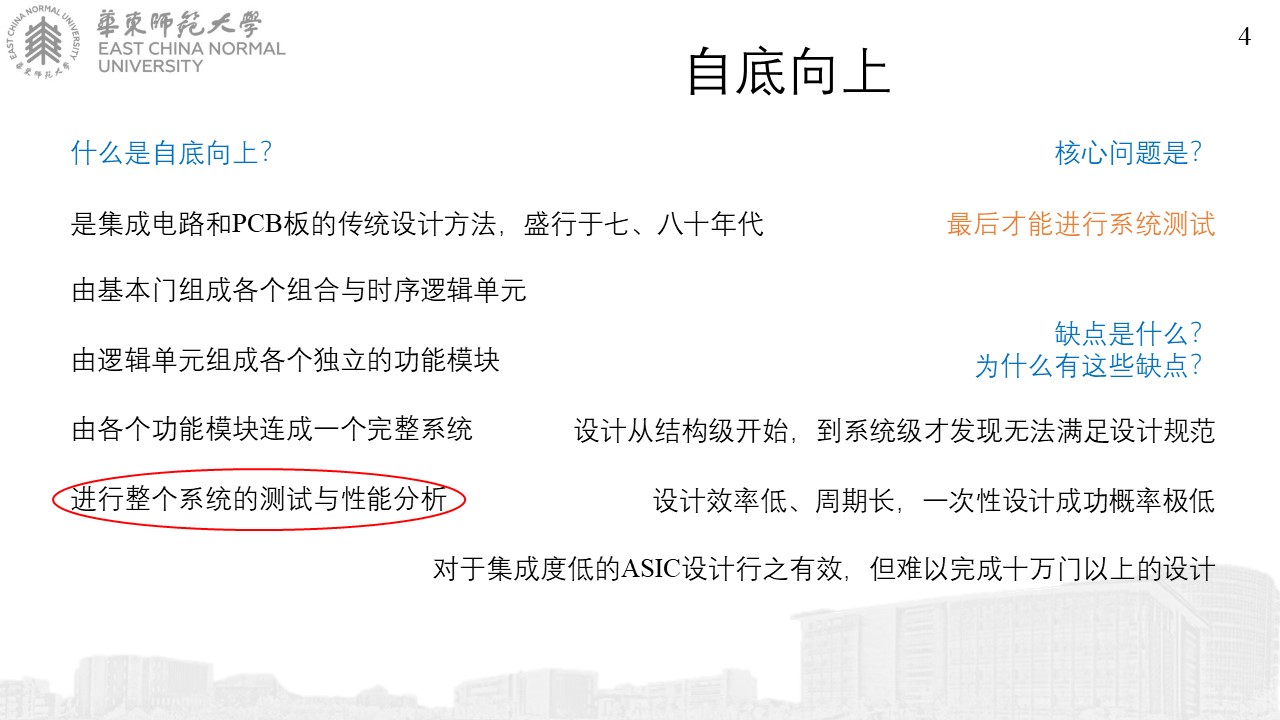 EAST CHINA NORMAL UNIVERSITY
華東師範大學
華東師範大學
EAST CHINA NORMAL
UNIVERSITY
4
自底向上
什么是自底向上？
核心问题是？
是集成电路和PCB板的传统设计方法，盛行于七、八十年代
最后才能进行系统测试
由基本门组成各个组合与时序逻辑单元
缺点是什么？
为什么有这些缺点？
由逻辑单元组成各个独立的功能模块
由各个功能模块连成一个完整系统
设计从结构级开始，到系统级才发现无法满足设计规范
进行整个系统的测试与性能分析
设计效率低、周期长，一次性设计成功概率极低
对于集成度低的ASIC设计行之有效，但难以完成十万门以上的设计